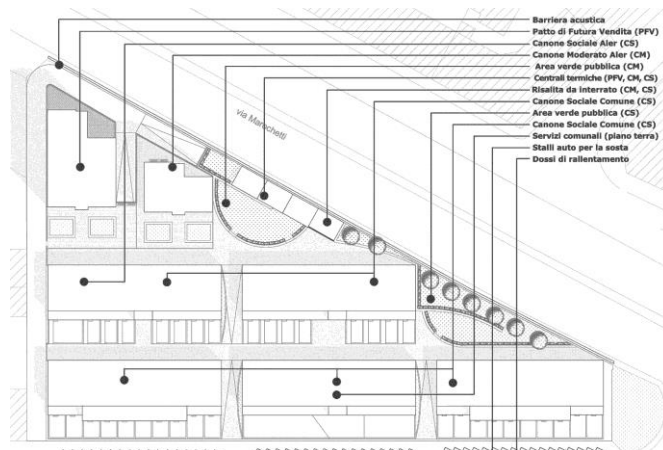 Barriera acustica
Patto di Futura Vendita (PFV)
Canone Sociale Aler (CS)
Canone Moderato Aler (CM)
Area verde pubblica (CM)
Centrali termiche (PFV, CM, CS)
Risalita da interrato (CM, CS)
Canone Sociale Comune (CS)
Area verde pubblica (CS)
Canone Sociale Comune (CS)
Servizi comunali (piano terra)
Stalli auto per la sosta
Dossi di rallentamento
via Marochetti